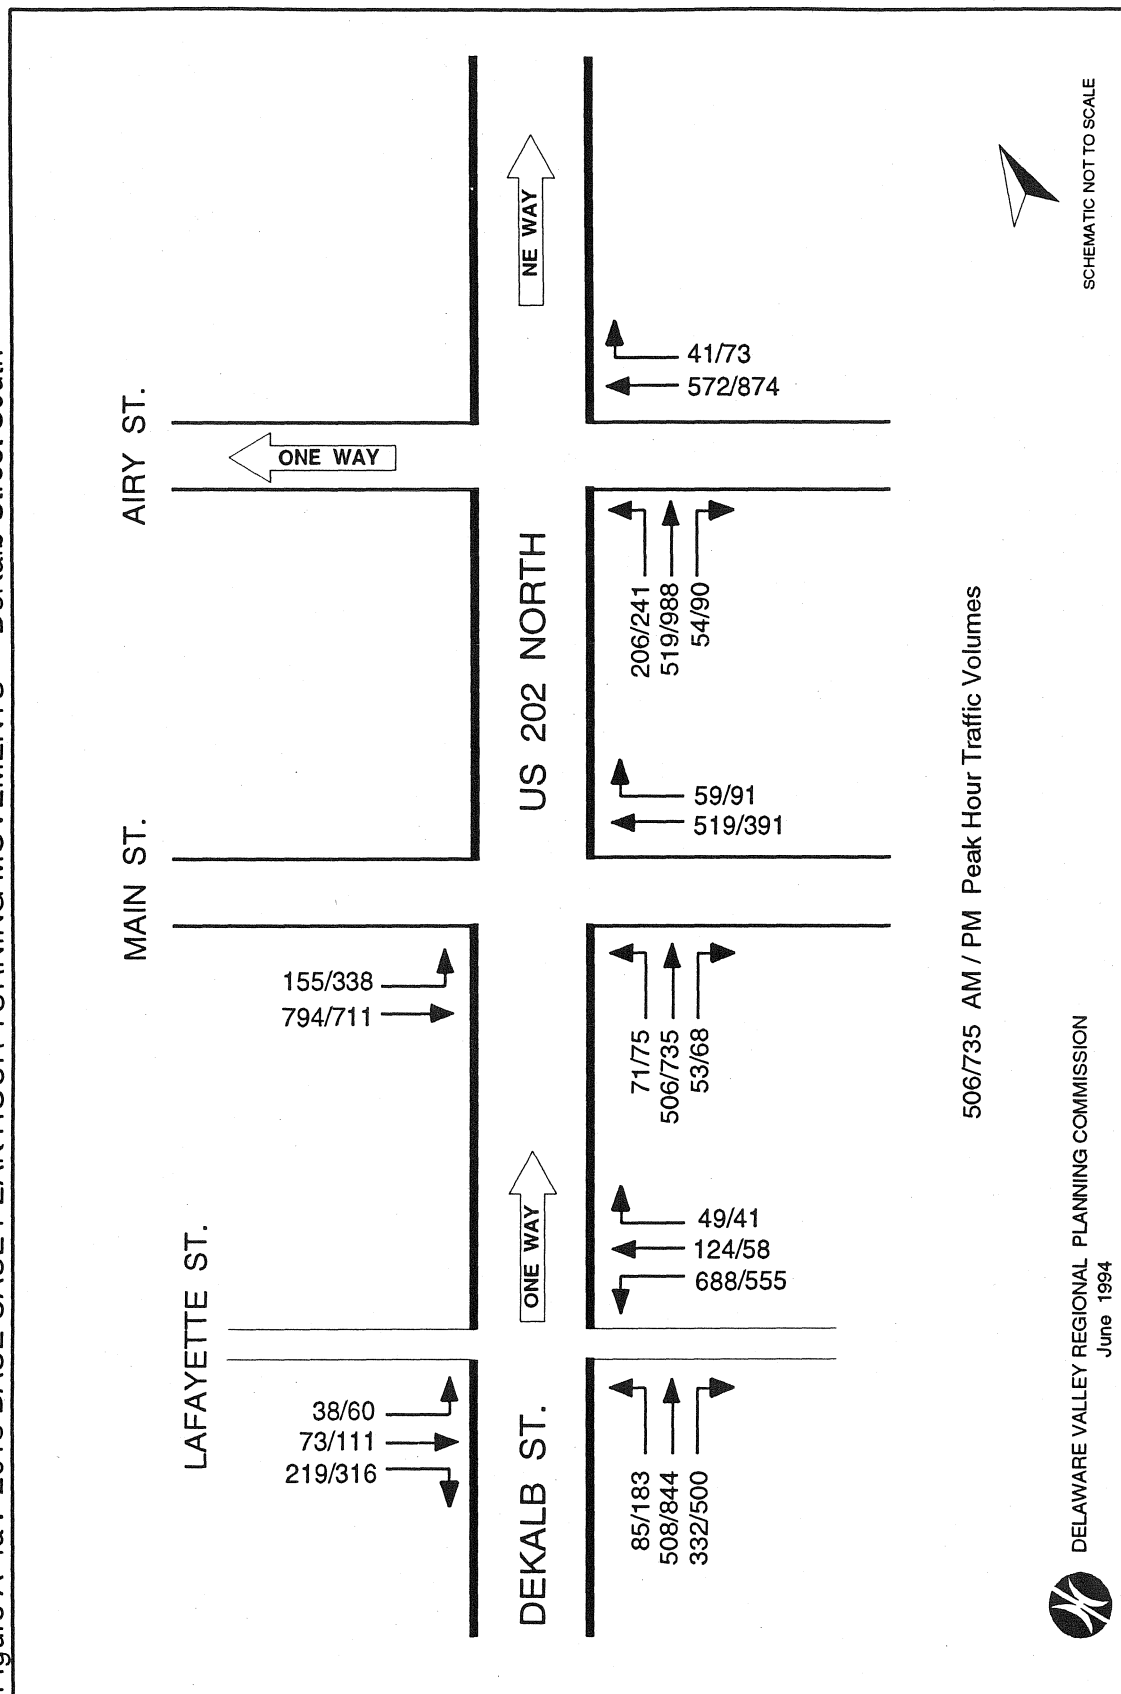 AIRY ST.
MAIN ST.
LAFAYETTE ST.
NE WAY
ONE WAY
41/73
572/874
US 202 NORTH
206/241
519/988
54/90
59/91
519/391
155/338
794/711
71/75
506/735
53/68
ONE WAY
49/41
124/58
688/555
38/60
73/111
219/316
DEKALB ST.
85/183
508/844
332/500
506/735 AM / PM Peak Hour Traffic Volumes
SCHEMATIC NOT TO SCALE
DELAWARE VALLEY REGIONAL PLANNING COMMISSION
June 1994